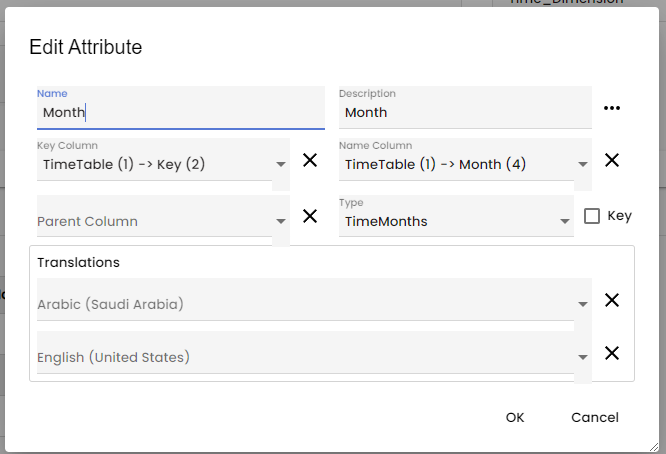 Time_Dimension
Edit Attribute
Name
Month
Description
Month
Key Column
TimeTable (1) -> Key (2)
Name Column
TimeTable (1) -> Month (4)
Parent Column
Type
TimeMonths
Key
Translations
Arabic (Saudi Arabia)
English (United States)
OK
Cancel